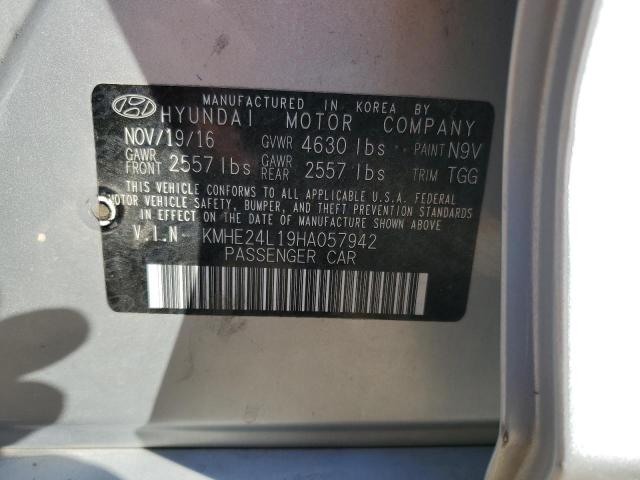 MANUFACTURED IN KOREA BY
HYUNDAI MOTOR COMPANY
NOV/19/16 GVWR 4630 lbs PAINT N9V
GAWR FRONT 2557 lbs GAWR REAR 2557 lbs TRIM TGG
THIS VEHICLE CONFORMS TO ALL APPLICABLE U.S.A. FEDERAL
MOTOR VEHICLE SAFETY, BUMPER, AND THEFT PREVENTION STANDARDS
IN EFFECT ON THE DATE OF MANUFACTURE SHOWN ABOVE
V.I.N KMHE24L19HA057942
PASSENGER CAR